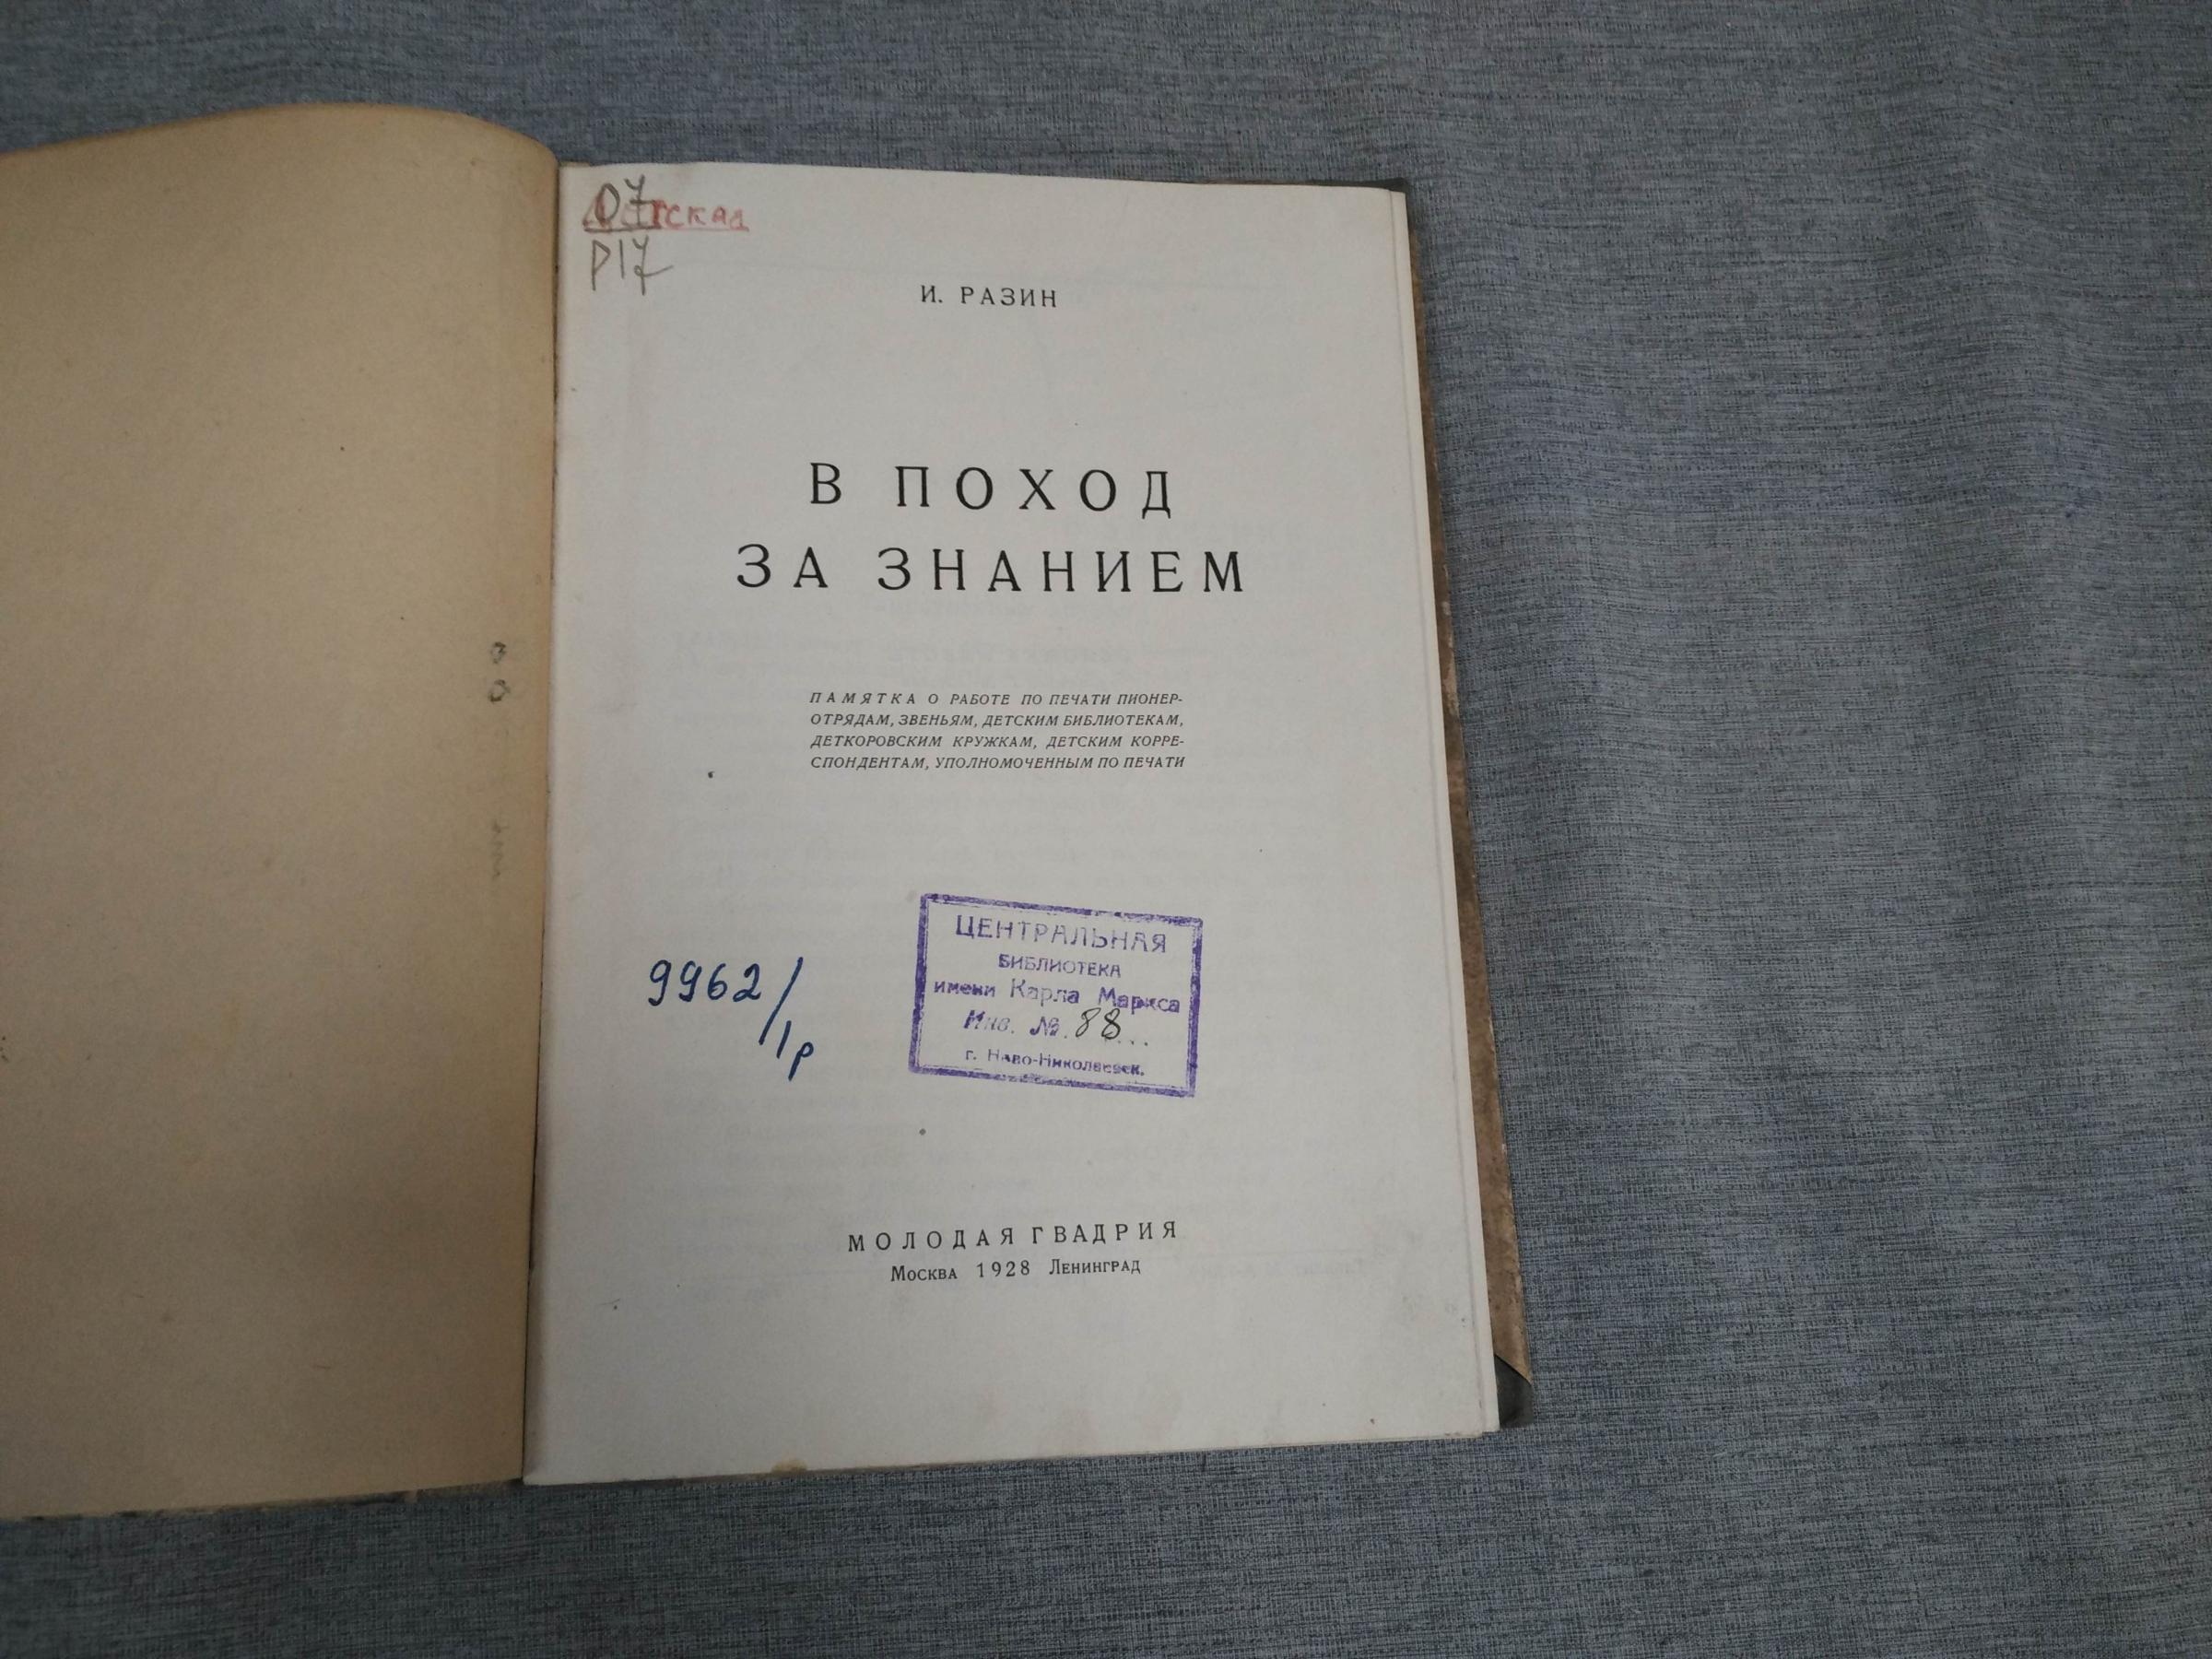 Детская
07
Р17
И. РАЗИН
В ПОХОД
ЗА ЗНАНИЕМ
ПАМЯТКА О РАБОТЕ ПО ПЕЧАТИ ПИОНЕР-
ОТРЯДАМ, ЗВЕНЬЯМ, ДЕТСКИМ БИБЛИОТЕКАМ,
ДЕТКОРОВСКИМ КРУЖКАМ, ДЕТСКИМ КОРРЕ-
СПОНДЕНТАМ, УПОЛНОМОЧЕННЫМ ПО ПЕЧАТИ
9962/1р
ЦЕНТРАЛЬНАЯ
БИБЛИОТЕКА
имени Карла Маркса
Инв. №. 88...
г. Ново-Николаевск.
МОЛОДАЯ ГВАДРИЯ
Москва 1928 Ленинград